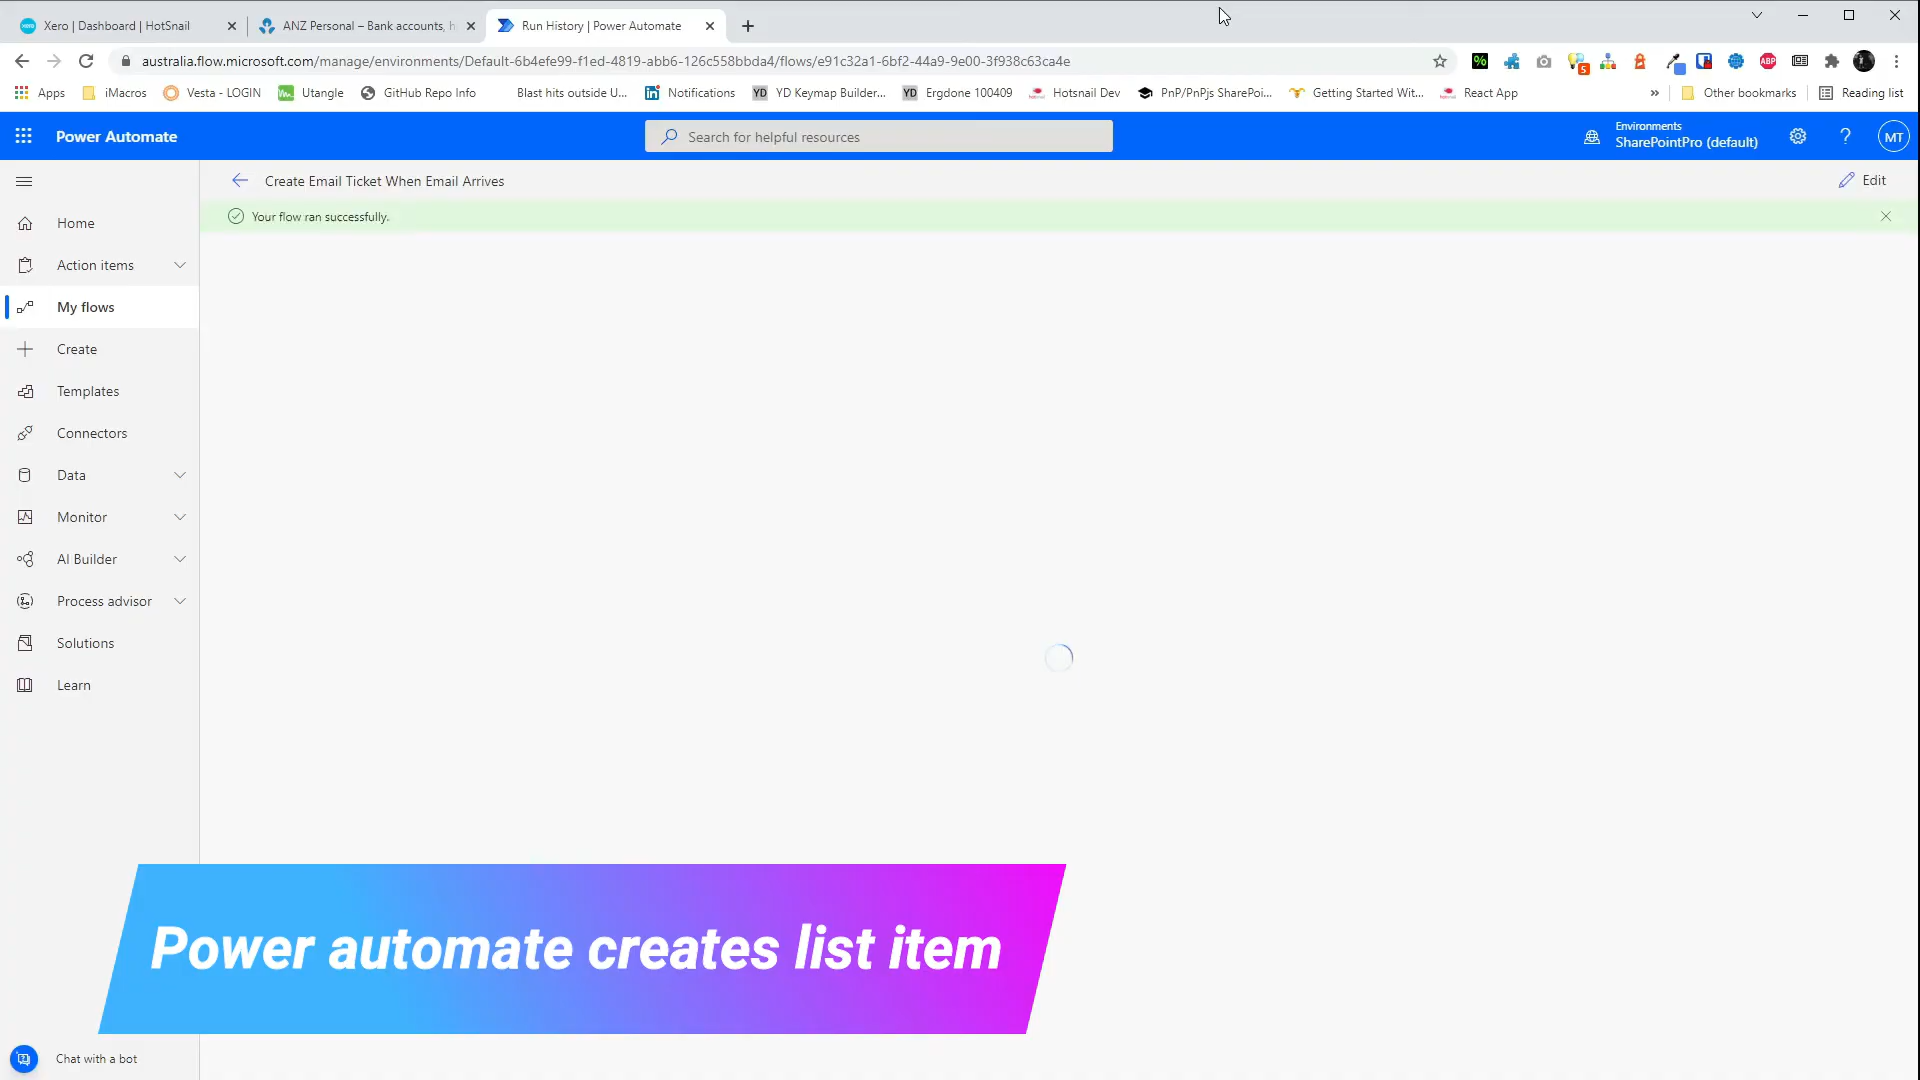 Xero | Dashboard | HotSnail
ANZ Personal – Bank accounts, h
Run History | Power Automate
australia.flow.microsoft.com/manage/environments/Default-6b4efe99-f1ed-4819-abb6-126c558bbda4/flows/e91c32a1-6bf2-44a9-9e00-3f938c63ca4e
5
ABP
Apps
iMacros
Vesta - LOGIN
Utangle
GitHub Repo Info
Blast hits outside U...
Notifications
YD YD Keymap Builder...
YD Ergdone 100409
Hotsnail Dev
PnP/PnPjs SharePoi...
Getting Started Wit...
React App
»
Other bookmarks
Reading list
Power Automate
Search for helpful resources
Environments
SharePointPro (default)
?
MT
Create Email Ticket When Email Arrives
Edit
Your flow ran successfully.
Home
Action items
My flows
Create
Templates
Connectors
Data
Monitor
AI Builder
Process advisor
Solutions
Learn
Power automate creates list item
Chat with a bot